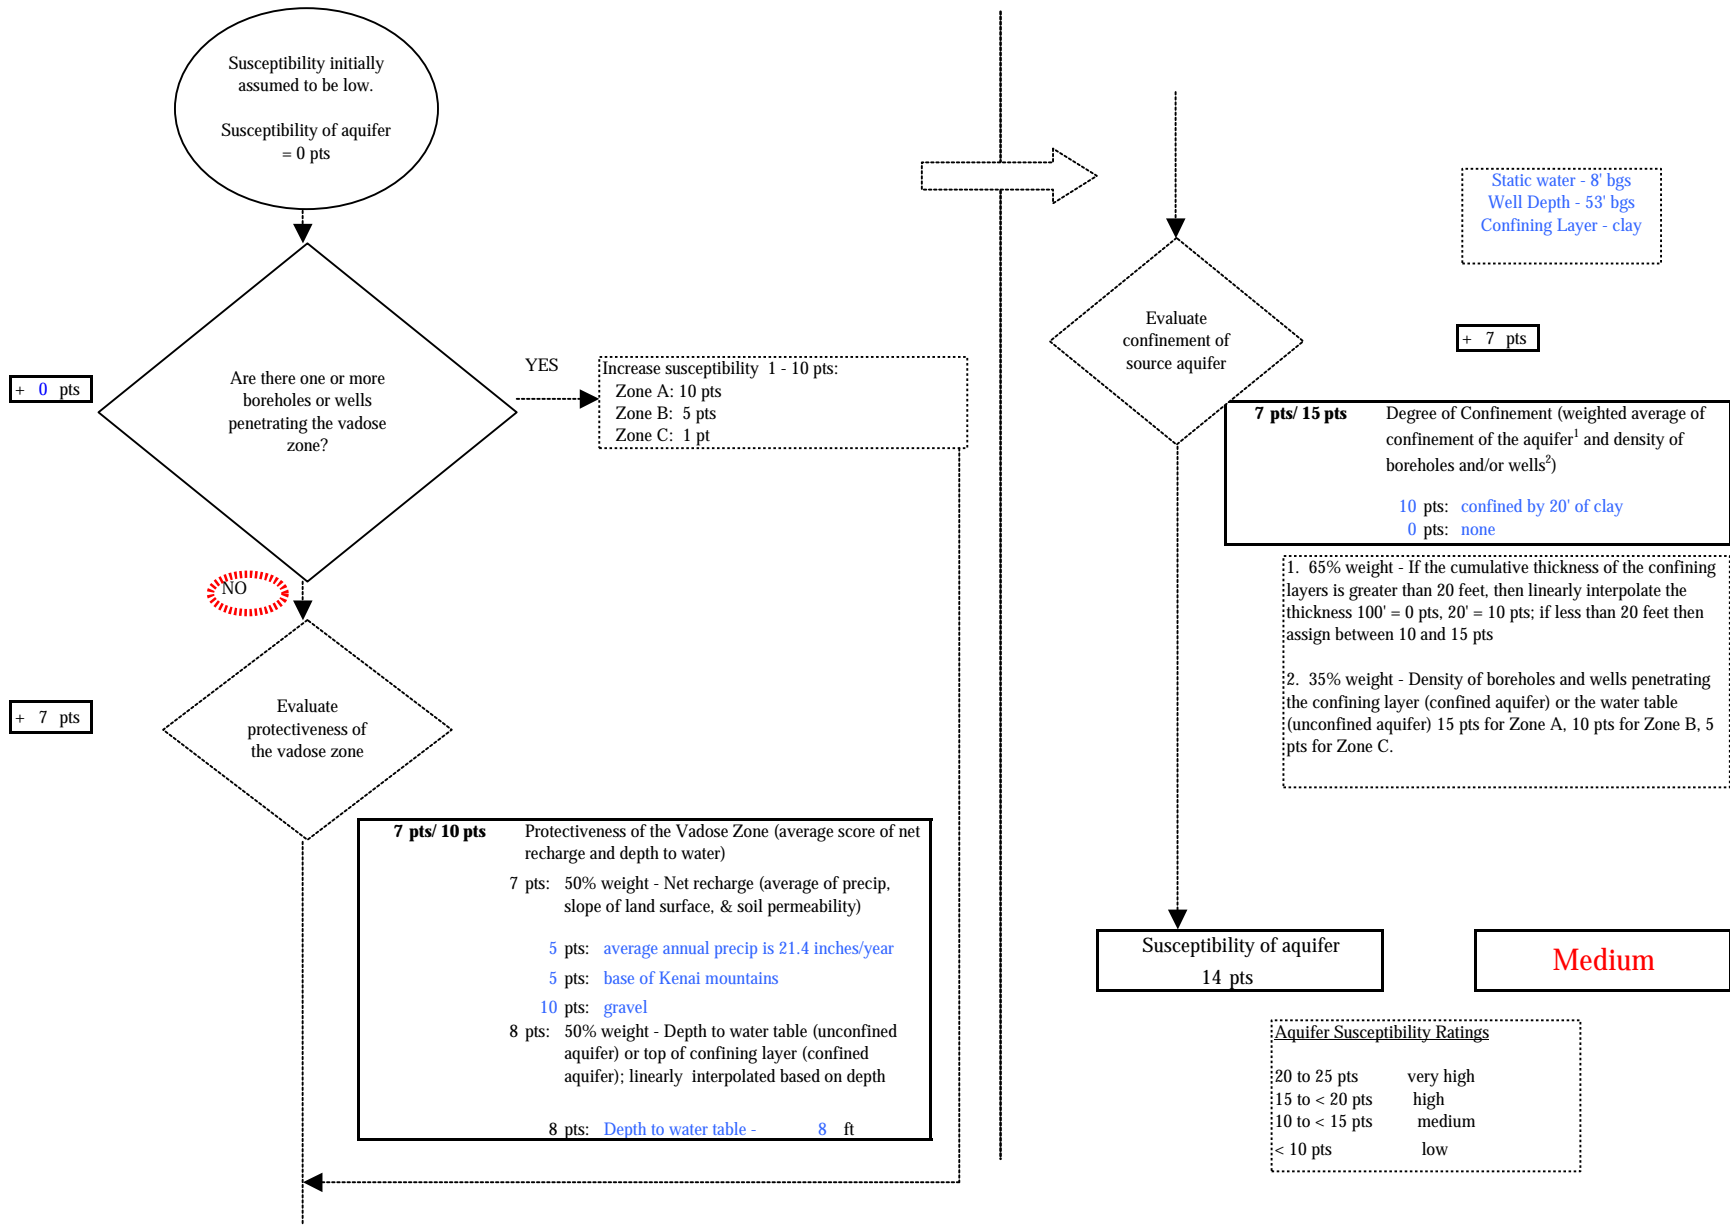 Susceptibility initially
assumed to be low.
Susceptibility of aquifer
= 0 pts
+ 0 pts
Are there one or more
boreholes or wells
penetrating the vadose
zone?
YES
Increase susceptibility 1 - 10 pts:
Zone A: 10 pts
Zone B: 5 pts
Zone C: 1 pt
NO
+ 7 pts
Evaluate
protectiveness of
the vadose zone
7 pts/ 10 pts Protectiveness of the Vadose Zone (average score of net
recharge and depth to water)
7 pts: 50% weight - Net recharge (average of precip,
slope of land surface, & soil permeability)
5 pts: average annual precip is 21.4 inches/year
5 pts: base of Kenai mountains
10 pts: gravel
8 pts: 50% weight - Depth to water table (unconfined
aquifer) or top of confining layer (confined
aquifer); linearly interpolated based on depth
8 pts: Depth to water table - 8 ft
Static water - 8' bgs
Well Depth - 53' bgs
Confining Layer - clay
Evaluate
confinement of
source aquifer
+ 7 pts
7 pts/ 15 pts Degree of Confinement (weighted average of
confinement of the aquifer¹ and density of
boreholes and/or wells²)
10 pts: confined by 20' of clay
0 pts: none
1. 65% weight - If the cumulative thickness of the confining
layers is greater than 20 feet, then linearly interpolate the
thickness 100' = 0 pts, 20' = 10 pts; if less than 20 feet then
assign between 10 and 15 pts
2. 35% weight - Density of boreholes and wells penetrating
the confining layer (confined aquifer) or the water table
(unconfined aquifer) 15 pts for Zone A, 10 pts for Zone B, 5
pts for Zone C.
Susceptibility of aquifer
14 pts
Medium
Aquifer Susceptibility Ratings
20 to 25 pts very high
15 to < 20 pts high
10 to < 15 pts medium
< 10 pts low